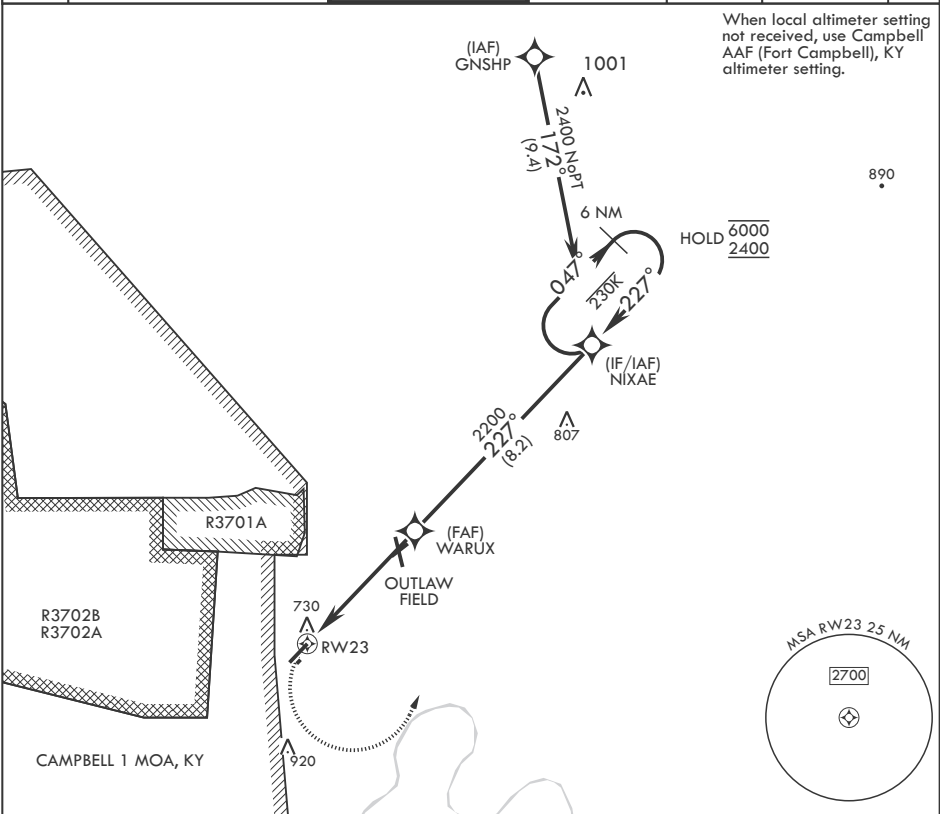 When local altimeter setting
not received, use Campbell
AAF (Fort Campbell), KY
altimeter setting.
(IAF)
GNSHP
1001
2400 NoPT
172°
(9.4)
890
6 NM
HOLD 6000
2400
047°
230K
227°
(IF/IAF)
NIXAE
807
2200
227°
(8.2)
R3701A
(FAF)
WARUX
OUTLAW
FIELD
R3702B
R3702A
730
RW23
MSA RW23 25 NM
2700
CAMPBELL 1 MOA, KY
920